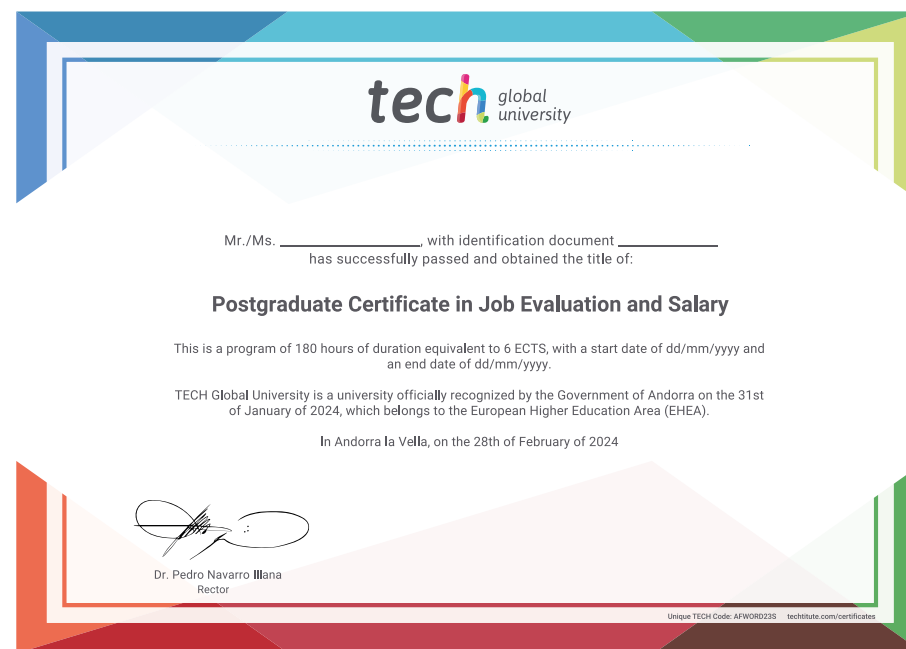 tech global
university
Mr./Ms. ____________, with identification document ____________
has successfully passed and obtained the title of:
Postgraduate Certificate in Job Evaluation and Salary
This is a program of 180 hours of duration equivalent to 6 ECTS, with a start date of dd/mm/yyyy and
an end date of dd/mm/yyyy.
TECH Global University is a university officially recognized by the Government of Andorra on the 31st
of January of 2024, which belongs to the European Higher Education Area (EHEA).
In Andorra la Vella, on the 28th of February of 2024
Dr. Pedro Navarro Illana
Rector
Unique TECH Code: AFWORD23S techtitute.com/certificates